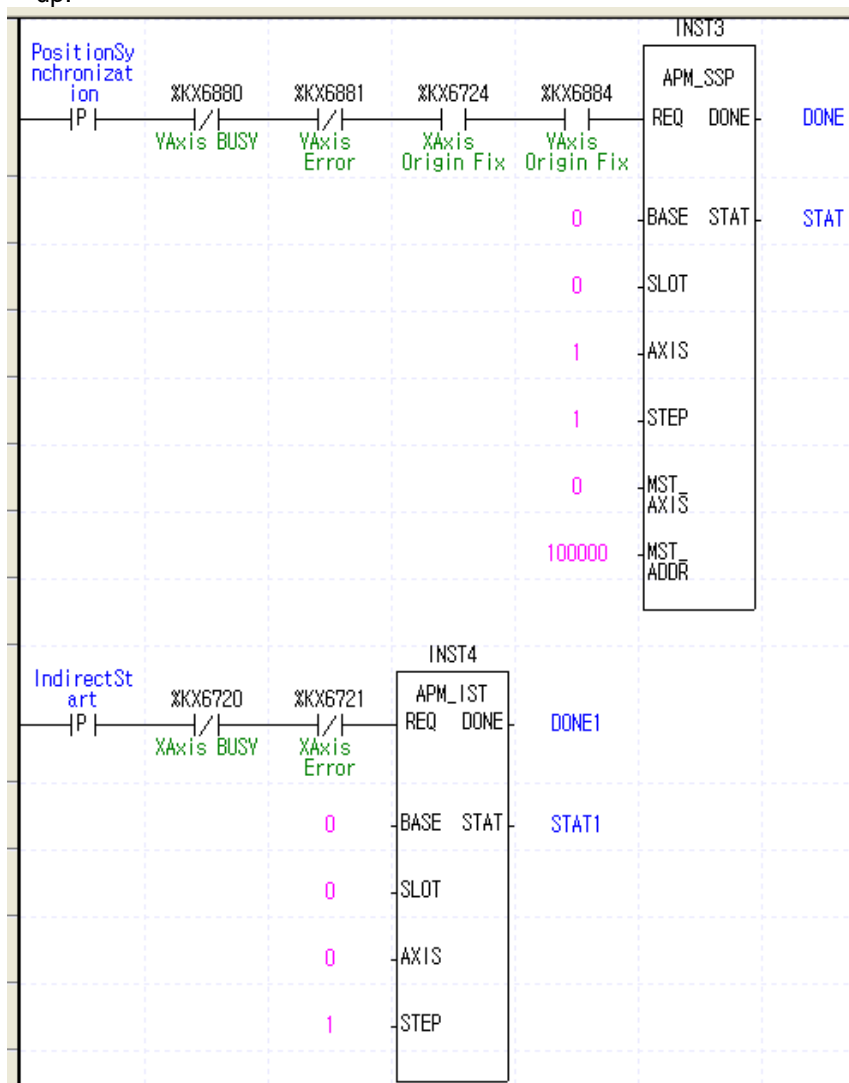 up.
INST3
PositionSy
nchronizat
ion
%KX6880
%KX6881
%KX6724
%KX6884
APM_SSP
P
REQ DONE
DONE
YAxis BUSY
YAxis
Error
XAxis
Origin Fix
YAxis
Origin Fix
0
BASE STAT
STAT
0
SLOT
1
AXIS
1
STEP
0
MST_
AXIS
100000
MST_
ADDR
INST4
IndirectSt
art
%KX6720
%KX6721
APM_IST
P
REQ DONE
DONE1
XAxis BUSY
XAxis
Error
0
BASE STAT
STAT1
0
SLOT
0
AXIS
1
STEP